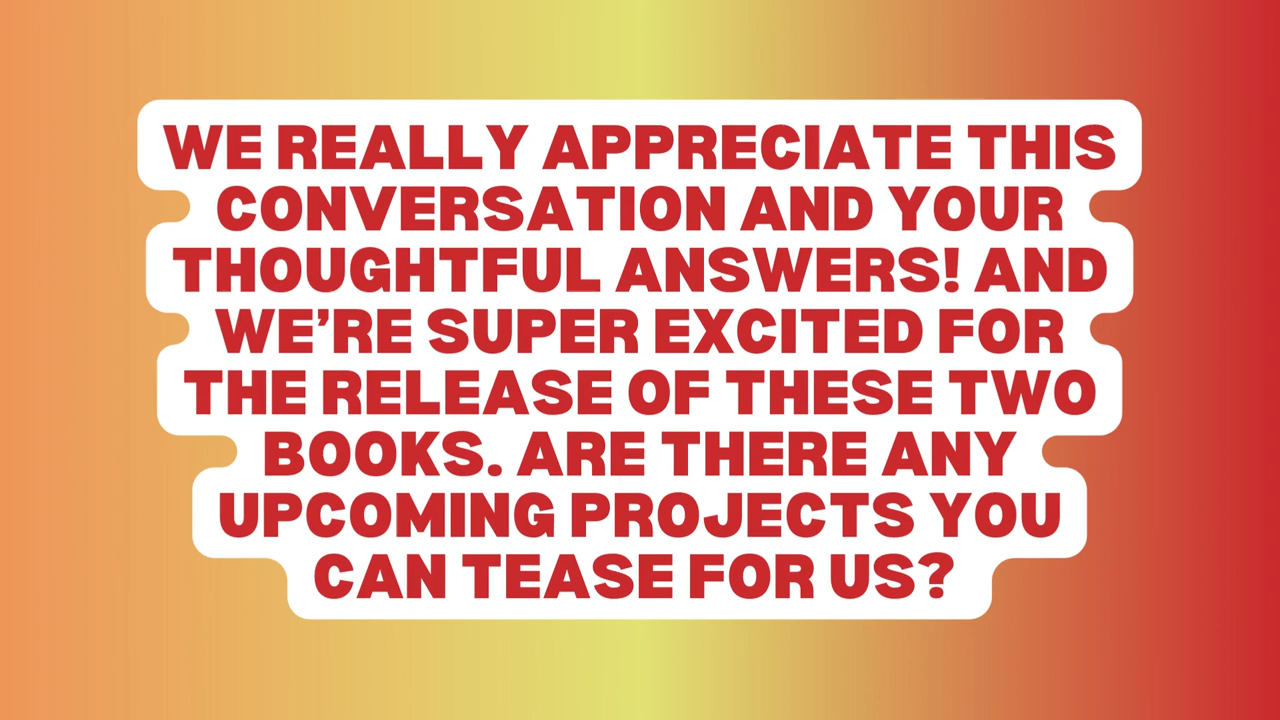 WE REALLY APPRECIATE THIS
CONVERSATION AND YOUR
THOUGHTFUL ANSWERS! AND
WE’RE SUPER EXCITED FOR
THE RELEASE OF THESE TWO
BOOKS. ARE THERE ANY
UPCOMING PROJECTS YOU
CAN TEASE FOR US?